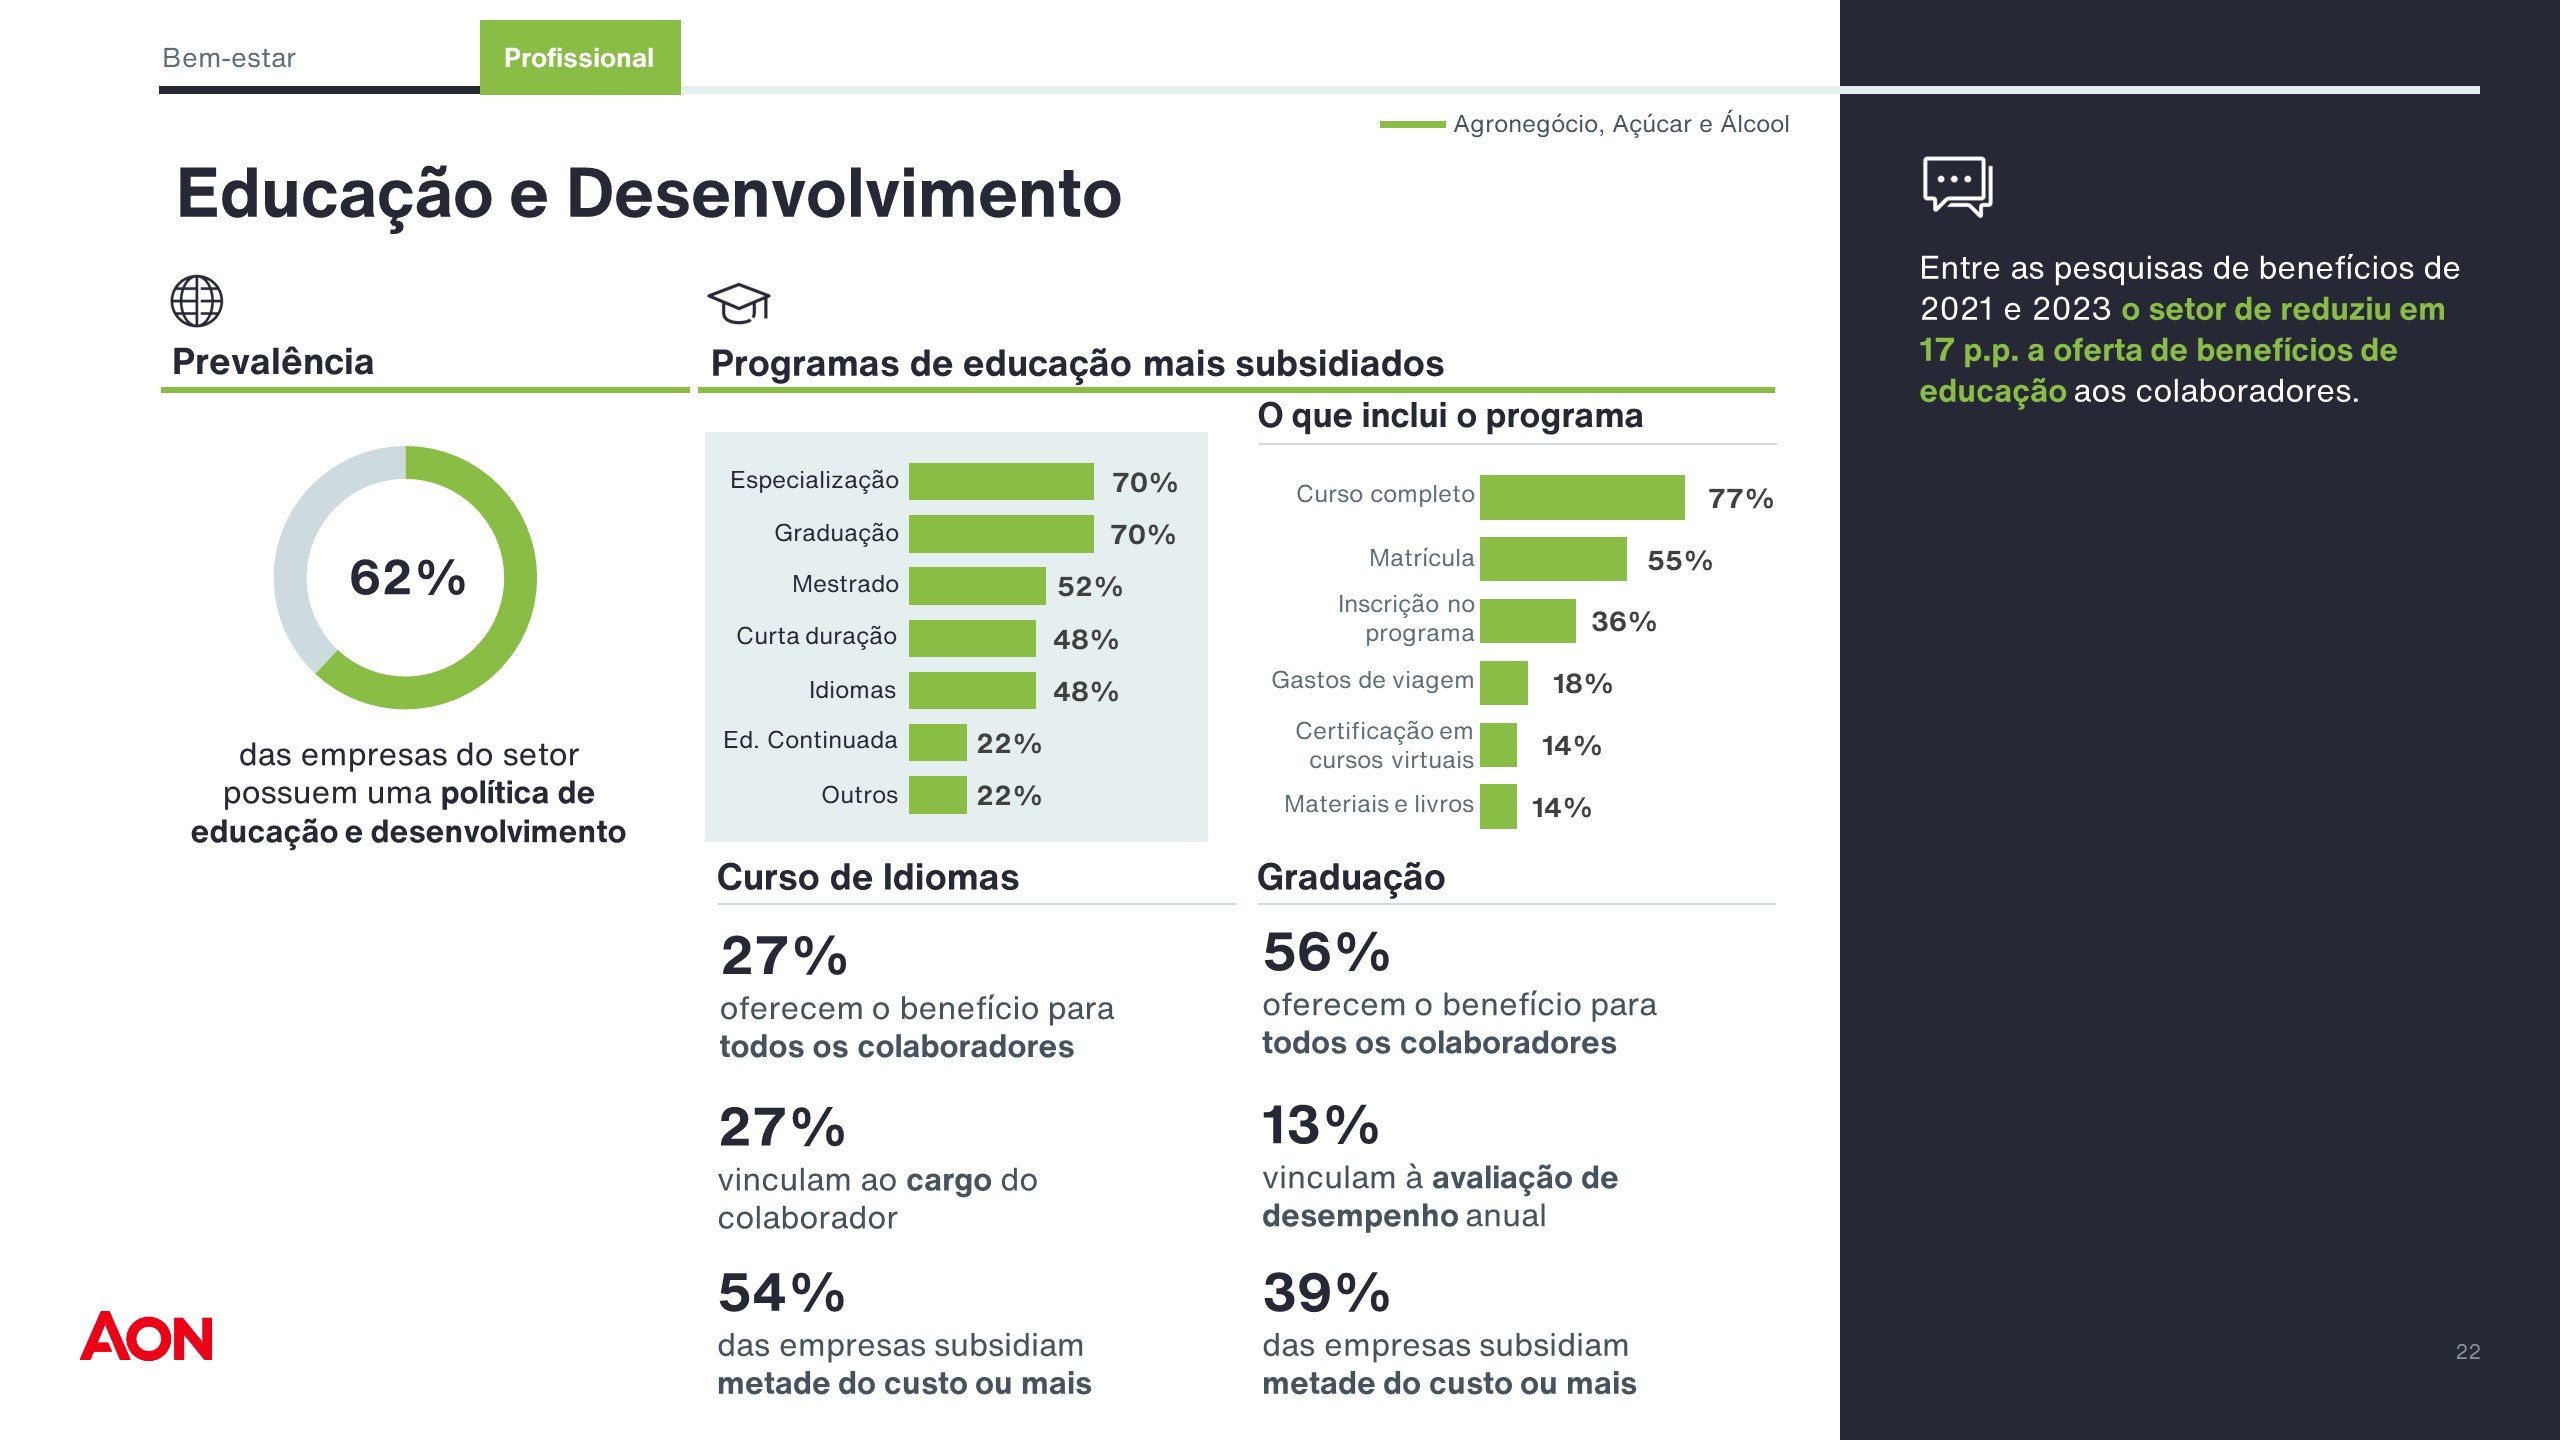 Bem-estar
Profissional
Agronegócio, Açúcar e Álcool
Educação e Desenvolvimento
Prevalência
62%
das empresas do setor
possuem uma política de
educação e desenvolvimento
Programas de educação mais subsidiados
Especialização 70%
Graduação 70%
Mestrado 52%
Curta duração 48%
Idiomas 48%
Ed. Continuada 22%
Outros 22%
O que inclui o programa
Curso completo 77%
Matrícula 55%
Inscrição no
programa 36%
Gastos de viagem 18%
Certificação em
cursos virtuais 14%
Materiais e livros 14%
Curso de Idiomas
27%
oferecem o benefício para
todos os colaboradores
27%
vinculam ao cargo do
colaborador
54%
das empresas subsidiam
metade do custo ou mais
Graduação
56%
oferecem o benefício para
todos os colaboradores
13%
vinculam à avaliação de
desempenho anual
39%
das empresas subsidiam
metade do custo ou mais
Entre as pesquisas de benefícios de
2021 e 2023 o setor de reduziu em
17 p.p. a oferta de benefícios de
educação aos colaboradores.
AON
22